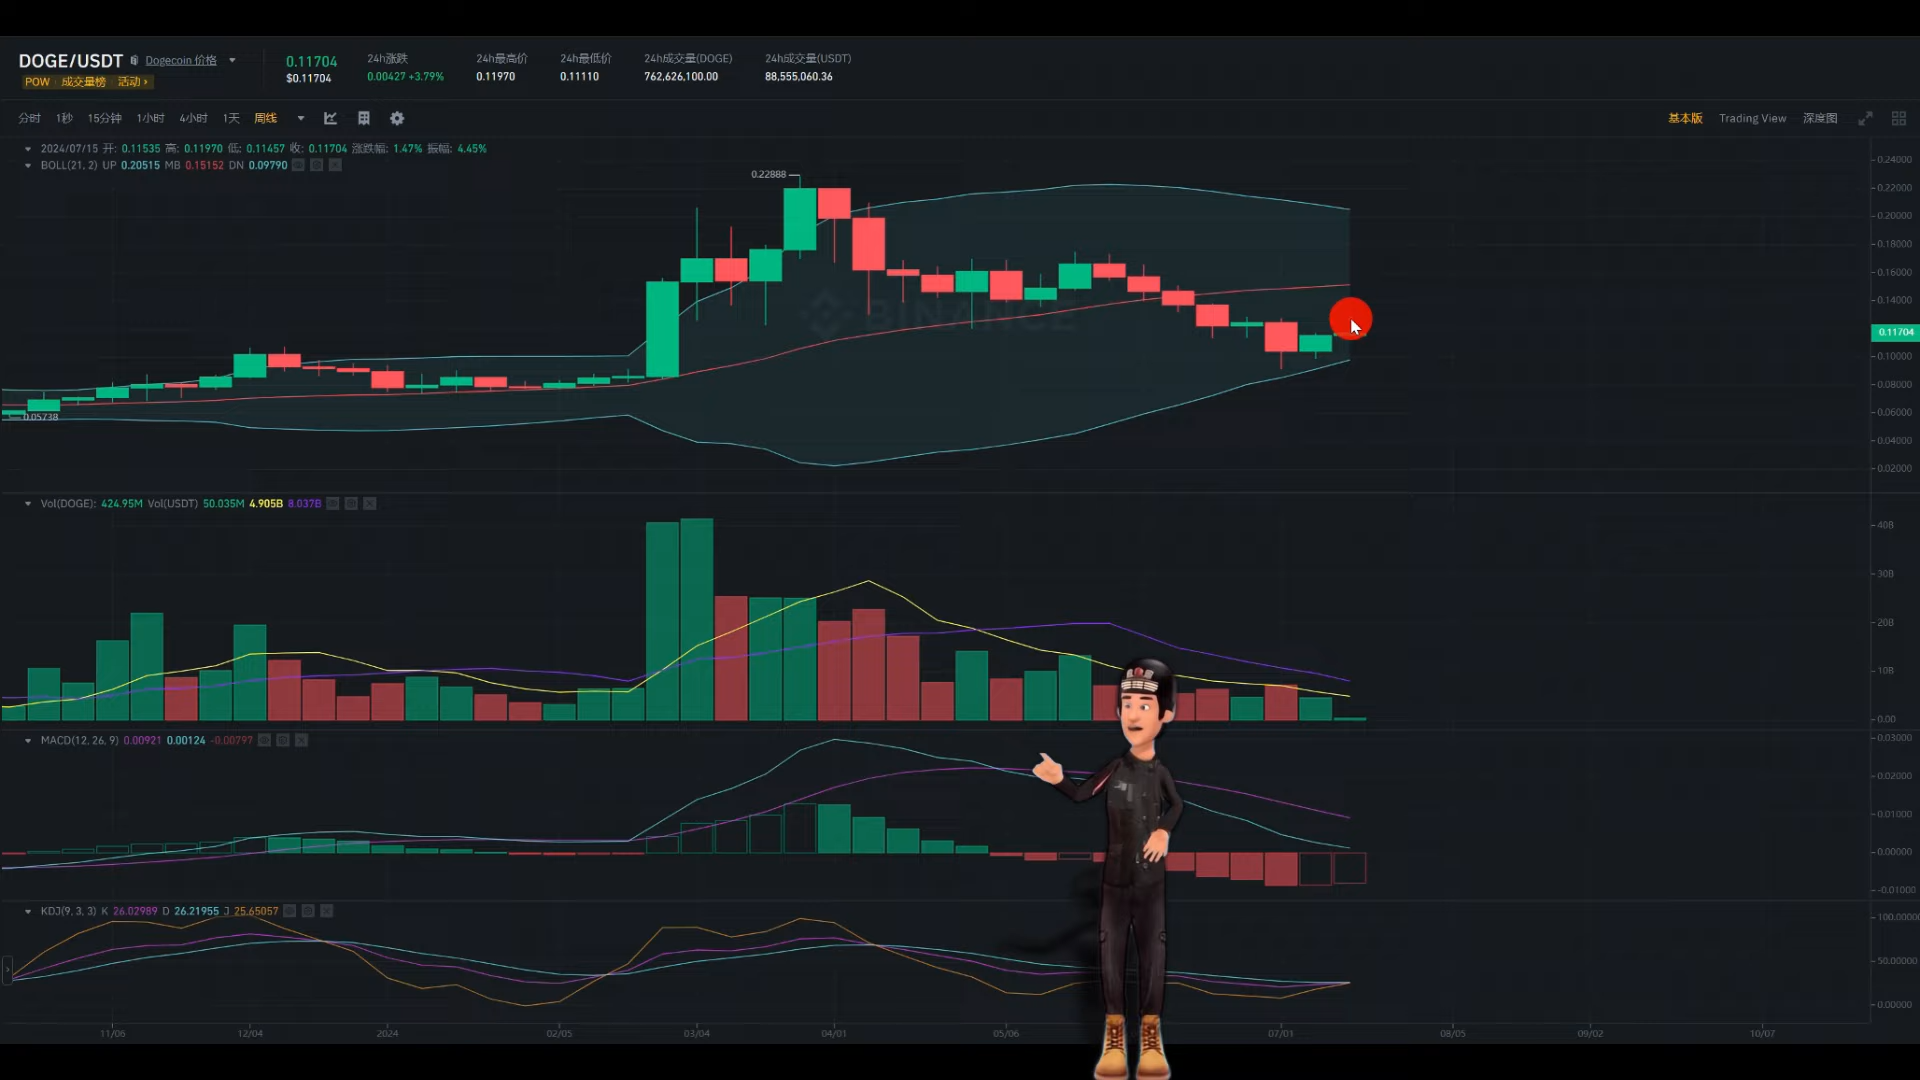 DOGE/USDT Dogecoin 价格
POW 成交量榜 活动 ›
0.11704
$0.11704
24h涨跌
0.00427 +3.79%
24h最高价
0.11970
24h最低价
0.11110
24h成交量(DOGE)
762,626,100.00
24h成交量(USDT)
88,555,060.36
分时 1秒 15分钟 1小时 4小时 1天 周线
基本版 Trading View 深度图
2024/07/15 开: 0.11535 高: 0.11970 低: 0.11457 收: 0.11704 涨跌幅: 1.47% 振幅: 4.45%
BOLL(21, 2) UP 0.20515 MB 0.15152 DN 0.09790
0.22888
0.05738
BINANCE
0.24000
0.22000
0.20000
0.18000
0.16000
0.14000
0.11704
0.10000
0.08000
0.06000
0.04000
0.02000
Vol(DOGE): 424.95M Vol(USDT) 50.035M 4.905B 8.037B
40B
30B
20B
10B
0.00
MACD(12, 26, 9) 0.00921 0.00124 -0.00797
0.03000
0.02000
0.01000
0.00000
-0.01000
KDJ(9, 3, 3) K 26.02989 D 26.21955 J 25.65057
100.00000
50.00000
0.00000
11/06 12/04 2024 02/05 03/04 04/01 05/06 07/01 08/05 09/02 10/07